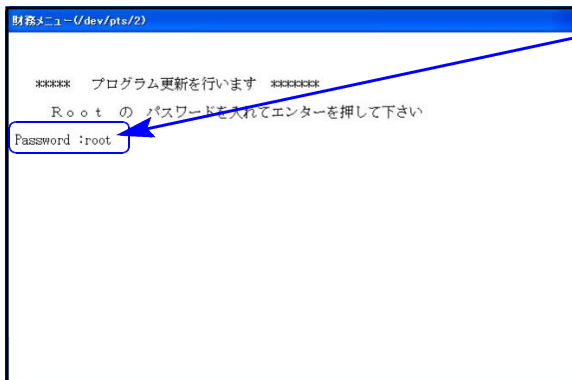 財務メニュー(/dev/pts/2)
***** プログラム更新を行います *******
Ｒｏｏｔ の パスワードを入れてエンターを押して下さい
Password :root